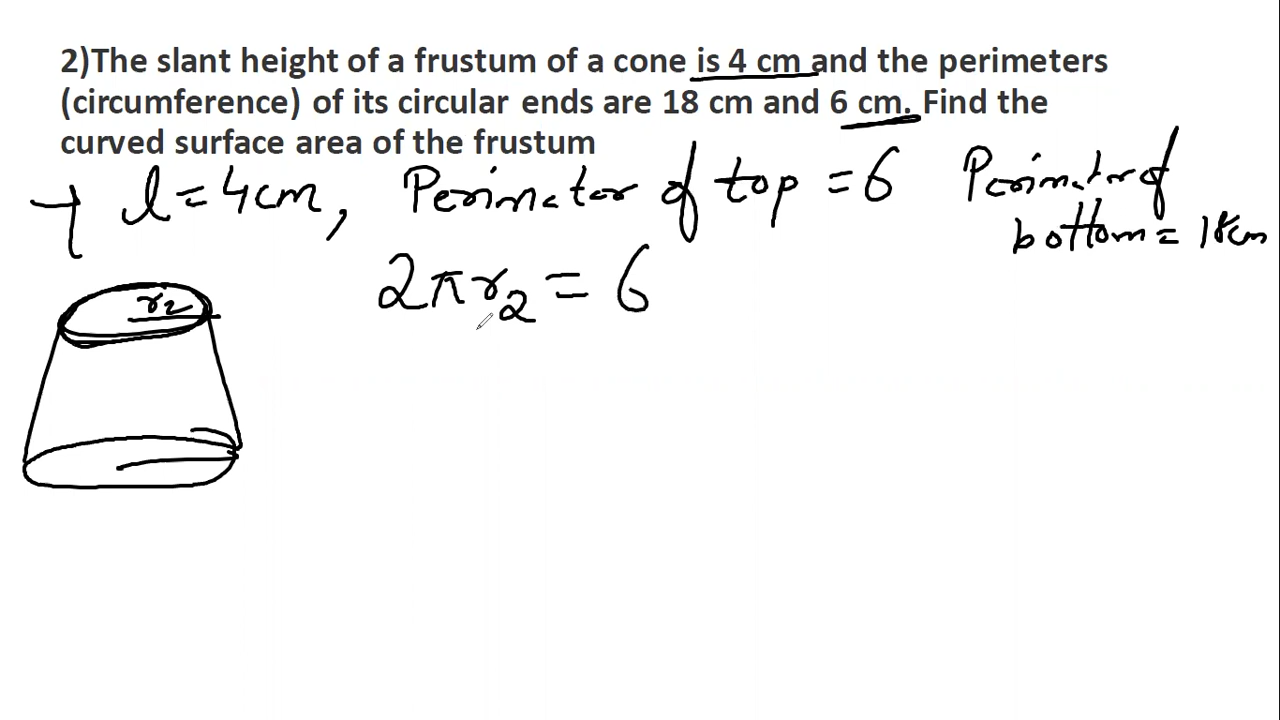 2)The slant height of a frustum of a cone is 4 cm and the perimeters
(circumference) of its circular ends are 18 cm and 6 cm. Find the
curved surface area of the frustum
→ l = 4cm, Perimator of top = 6 Perimator of
bottom = 18cm
2πr₂ = 6
r₂